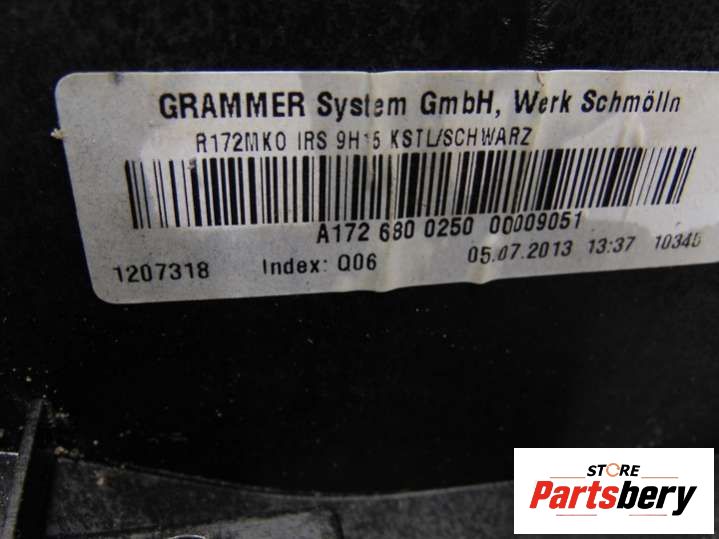 GRAMMER System GmbH, Werk Schmölln
R172MKO IRS 9H15 KSTL/SCHWARZ
A172 680 0250 00009051
1207318 Index: Q06 05.07.2013 13:37 10345
STORE
Partsbery